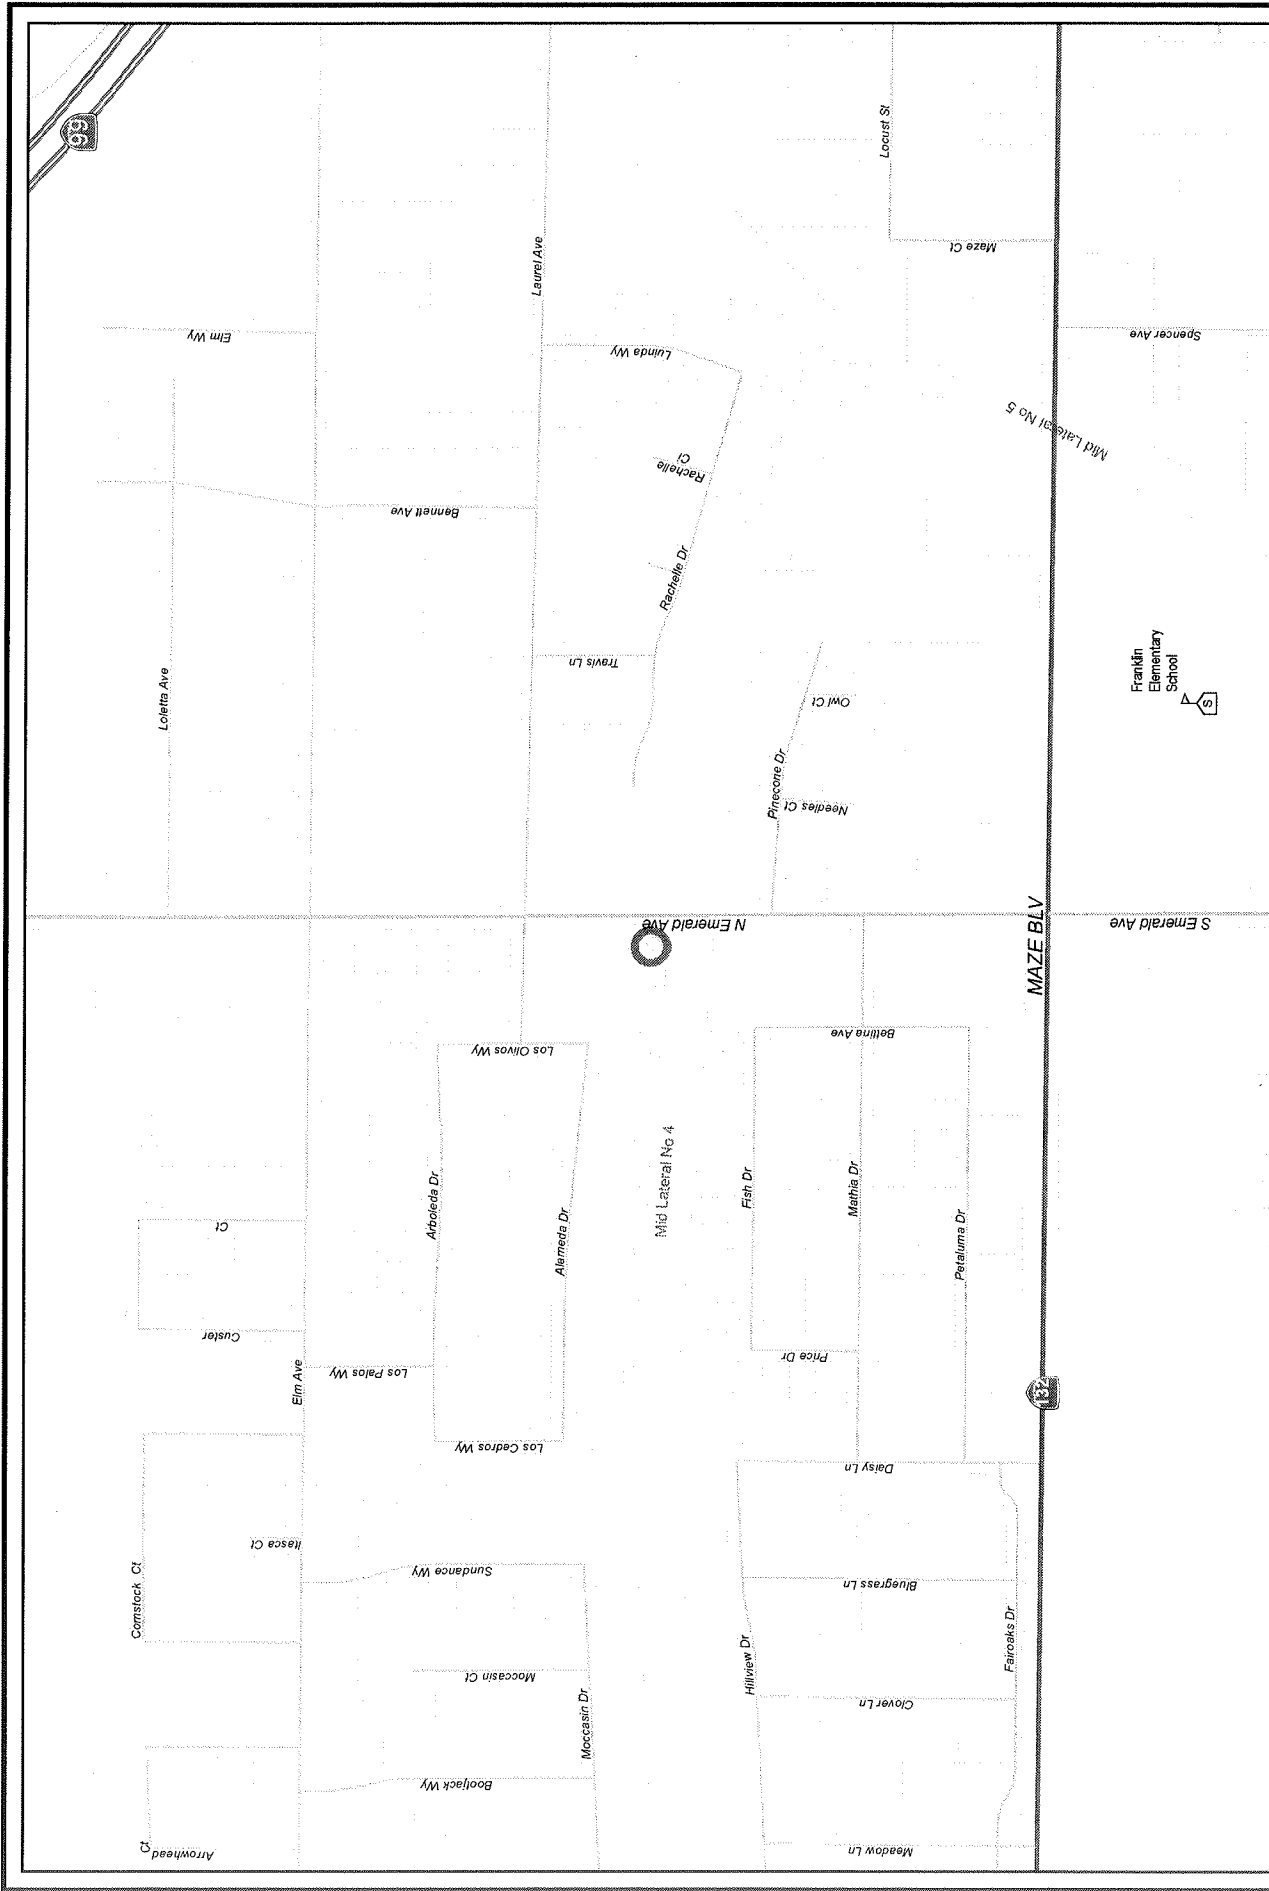 99
Locust St
Maze Ct
Laurel Ave
Elm Wy
Luinda Wy
Spencer Ave
Mid Lateral No 5
Rachelle
Cl
Bennett Ave
Rachelle Dr
Travis Ln
Loletta Ave
Franklin
Elementary
School
S
Owl Ct
Pinecone Dr
Needles Ct
N Emerald Ave
S Emerald Ave
MAZE BLV
Bettina Ave
Los Olivos Wy
Mid Lateral No 4
Arboleda Dr
Alameda Dr
Fish Dr
Mathia Dr
Petaluma Dr
Ct
Custer
Elm Ave
Los Palos Wy
Price Dr
132
Los Cedros Wy
Daisy Ln
Itasca Ct
Comstock Ct
Sundance Wy
Bluegrass Ln
Moccasin Ct
Moccasin Dr
Hillview Dr
Fairoaks Dr
Clover Ln
Bootjack Wy
Arrowhead
Ct
Meadow Ln